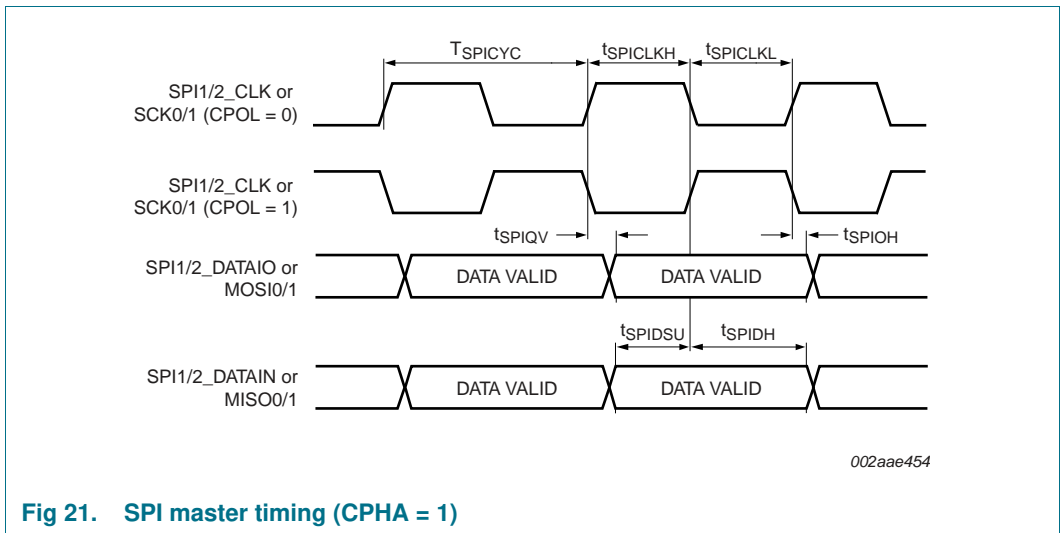 TSPICYC tSPICLKH tSPICLKL
SPI1/2_CLK or
SCK0/1 (CPOL = 0)
SPI1/2_CLK or
SCK0/1 (CPOL = 1)
tSPIQV tSPIOH
SPI1/2_DATAIO or
MOSI0/1
DATA VALID DATA VALID
tSPIDSU tSPIDH
SPI1/2_DATAIN or
MISO0/1
DATA VALID DATA VALID
002aae454
Fig 21. SPI master timing (CPHA = 1)